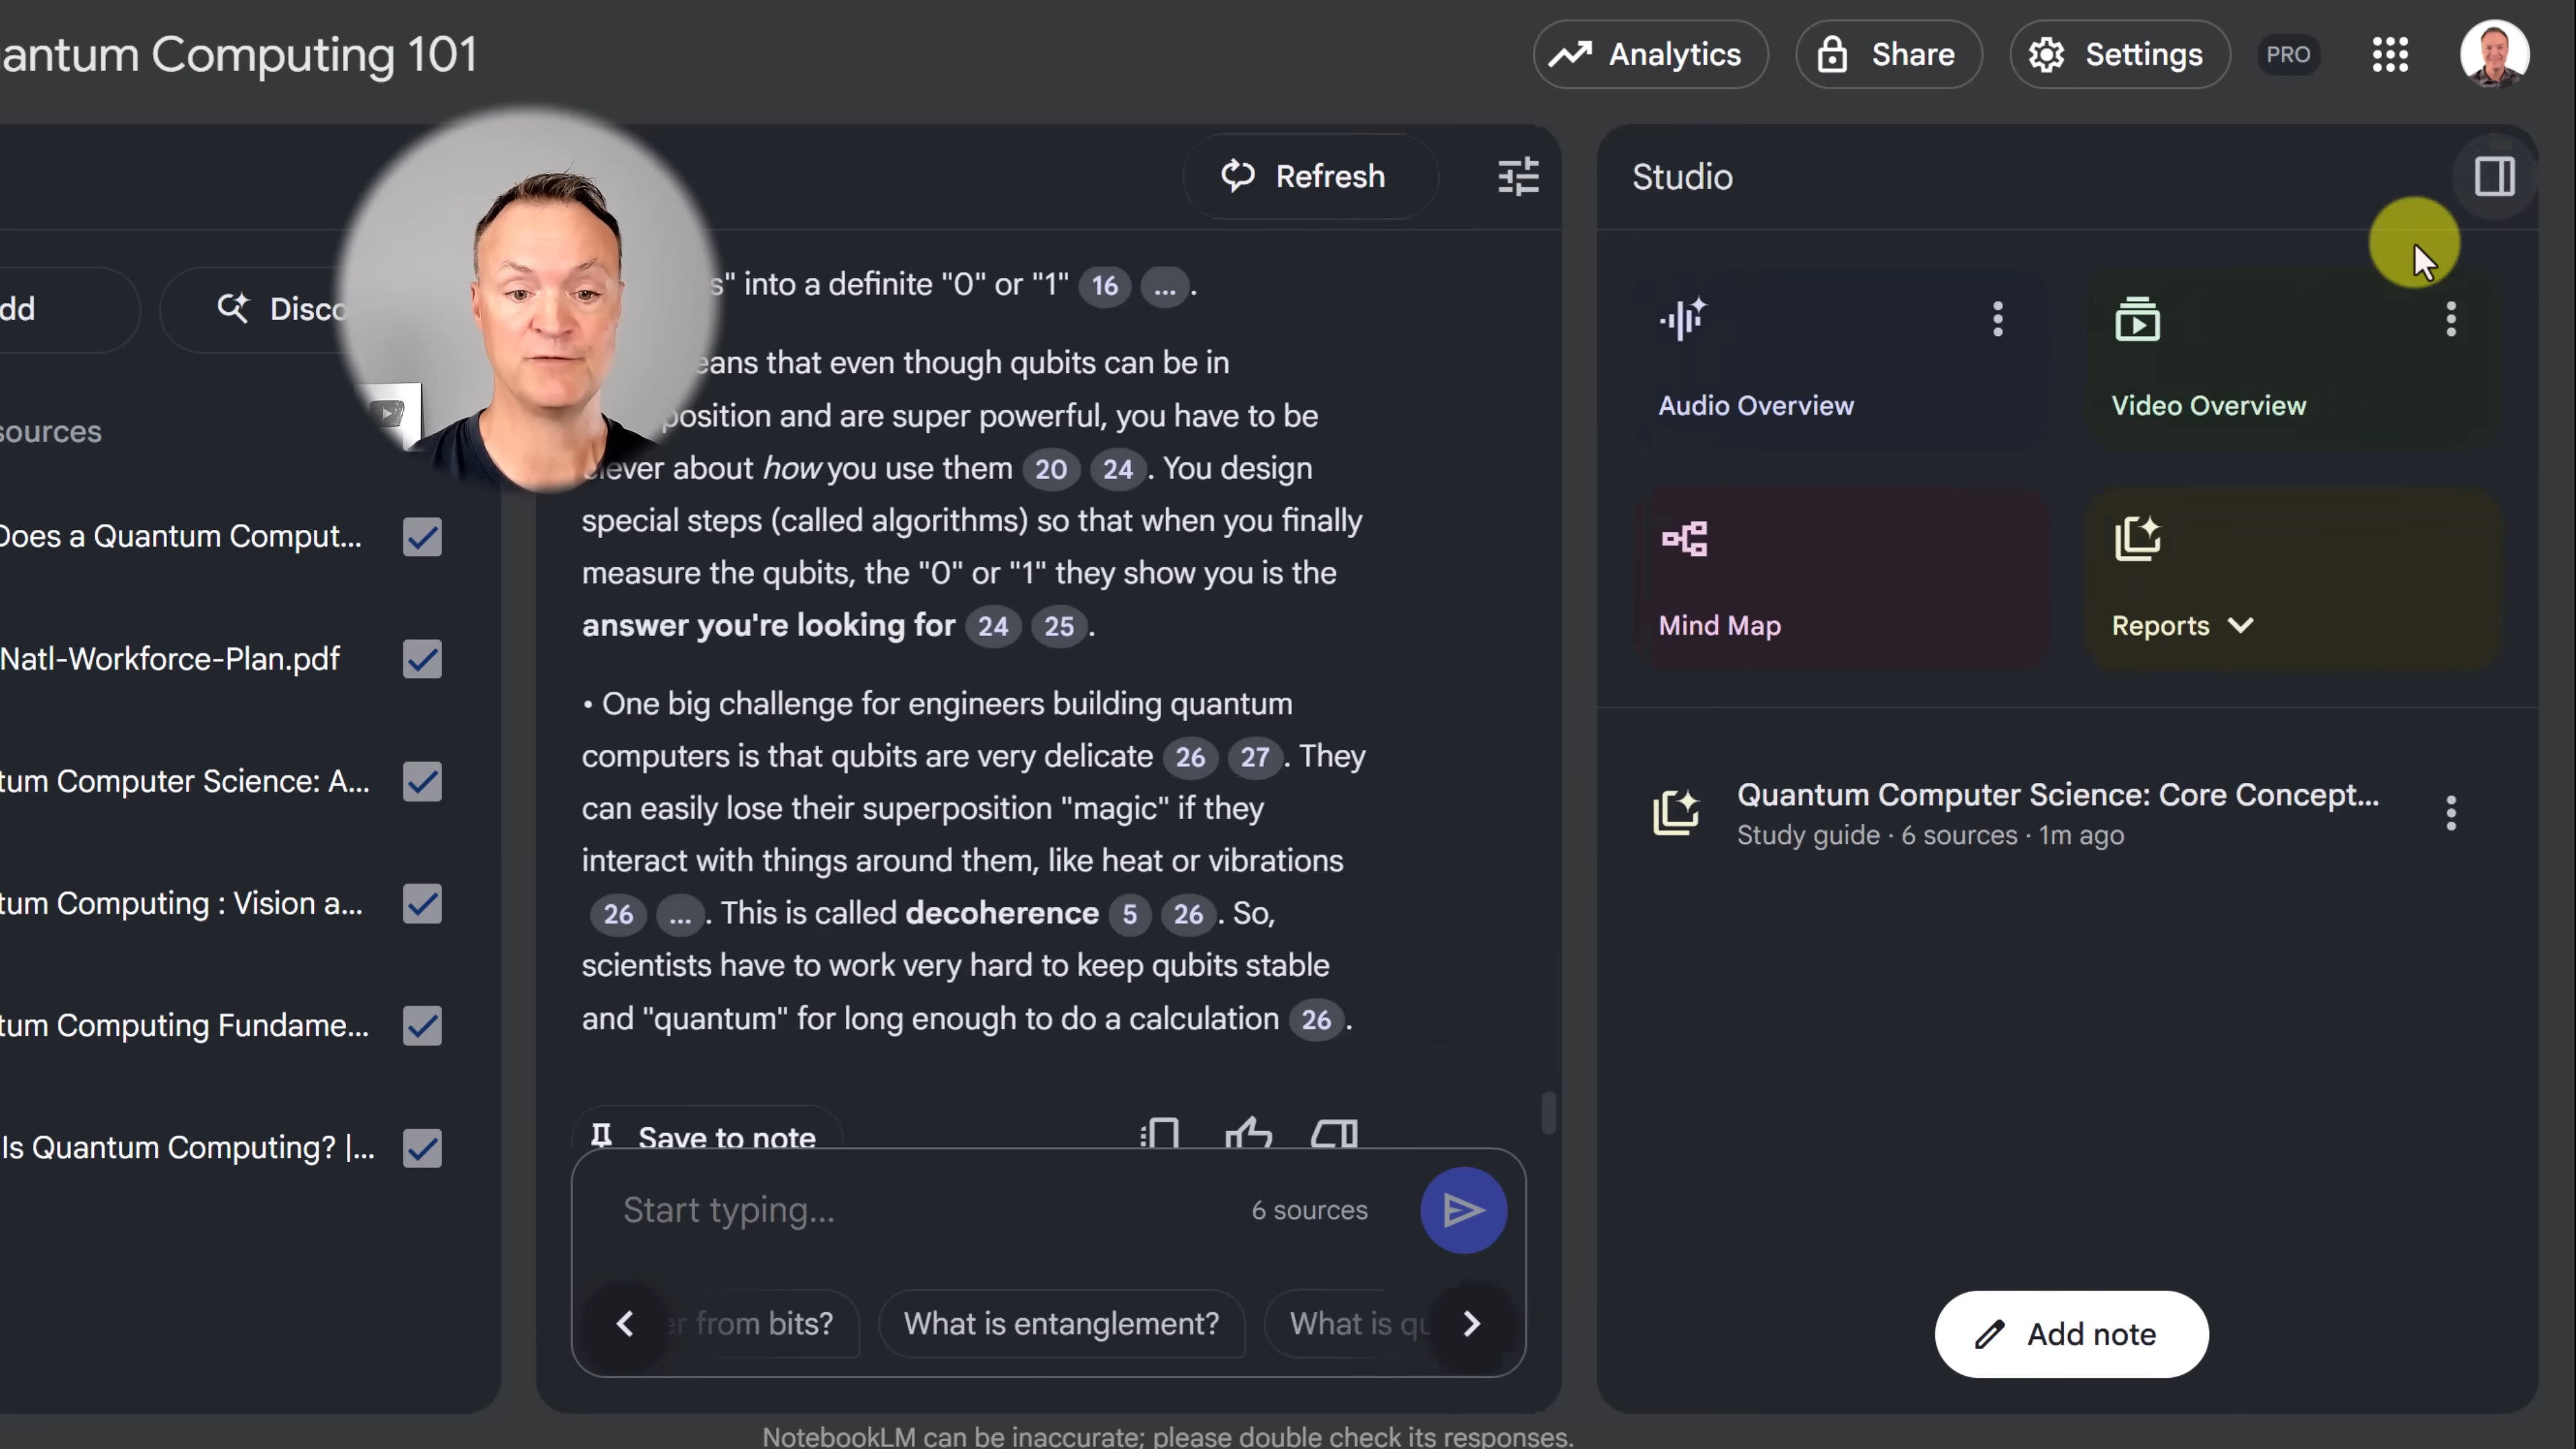 antum Computing 101
Analytics
Share
Settings
PRO
dd
Disco
sources
Does a Quantum Comput...
Natl-Workforce-Plan.pdf
tum Computer Science: A...
tum Computing : Vision a...
tum Computing Fundame...
Is Quantum Computing? |...
Refresh
s" into a definite "0" or "1" 16 ... .
eans that even though qubits can be in
position and are super powerful, you have to be
clever about how you use them 20 24 . You design
special steps (called algorithms) so that when you finally
measure the qubits, the "0" or "1" they show you is the
answer you're looking for 24 25 .
• One big challenge for engineers building quantum
computers is that qubits are very delicate 26 27 . They
can easily lose their superposition "magic" if they
interact with things around them, like heat or vibrations
26 ... . This is called decoherence 5 26 . So,
scientists have to work very hard to keep qubits stable
and "quantum" for long enough to do a calculation 26 .
Save to note
Start typing...
6 sources
er from bits?
What is entanglement?
What is qu
Studio
Audio Overview
Video Overview
Mind Map
Reports
Quantum Computer Science: Core Concept...
Study guide · 6 sources · 1m ago
Add note
NotebookLM can be inaccurate; please double check its responses.